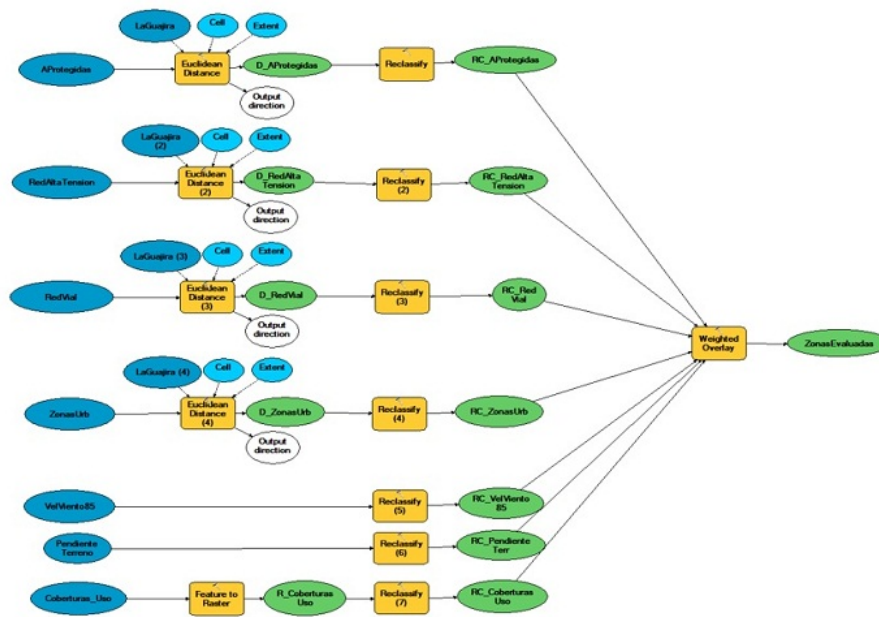 LaGuajira
Cell
Extent
AProtegidas
Euclidean
Distance
D_AProtegidas
Reclassify
RC_AProtegidas
Output
direction
LaGuajira
(2)
Cell
Extent
RedAltaTension
Euclidean
Distance
(2)
D_RedAlta
Tension
Reclassify
(2)
RC_RedAlta
Tension
Output
direction
LaGuajira (3)
Cell
Extent
RedVial
Euclidean
Distance
(3)
D_RedVial
Reclassify
(3)
RC_Red
Vial
Output
direction
Weighted
Overlay
ZonasEvaluadas
LaGuajira (4)
Cell
Extent
ZonasUrb
Euclidean
Distance
(4)
D_ZonasUrb
Reclassify
(4)
RC_ZonasUrb
Output
direction
VelViento85
Reclassify
(5)
RC_VelViento
85
Pendiente
Terreno
Reclassify
(6)
RC_Pendiente
Terr
Coberturas_Uso
Feature to
Raster
R_Coberturas
Uso
Reclassify
(7)
RC_Coberturas
Uso